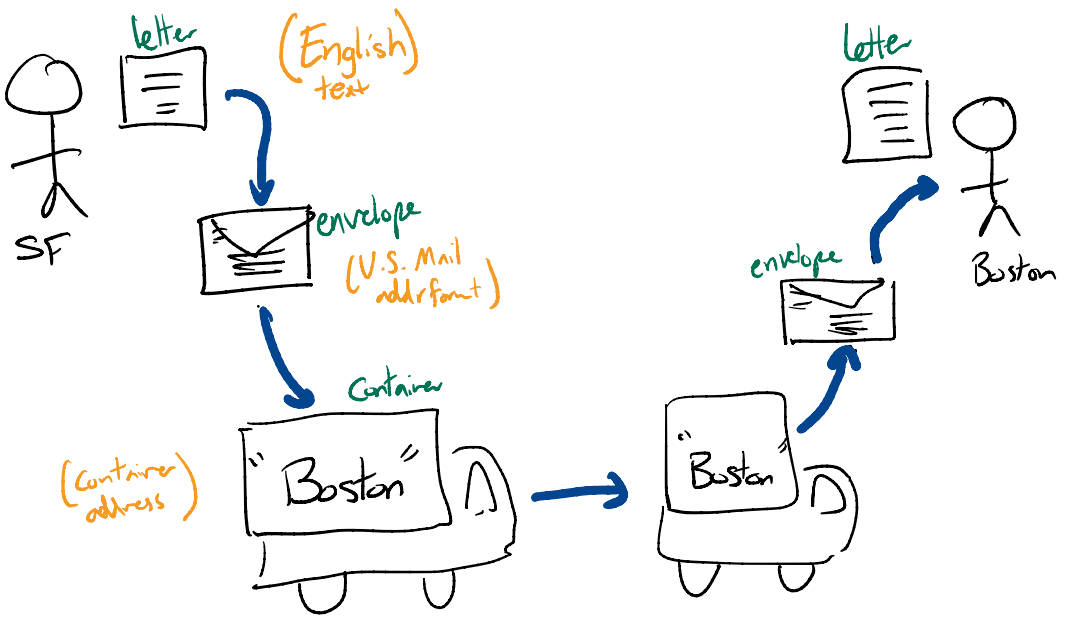 letter
(English)
text
SF
envelope
(U.S. Mail
addr format)
Container
Boston
(Container
address)
letter
Boston
envelope
Boston